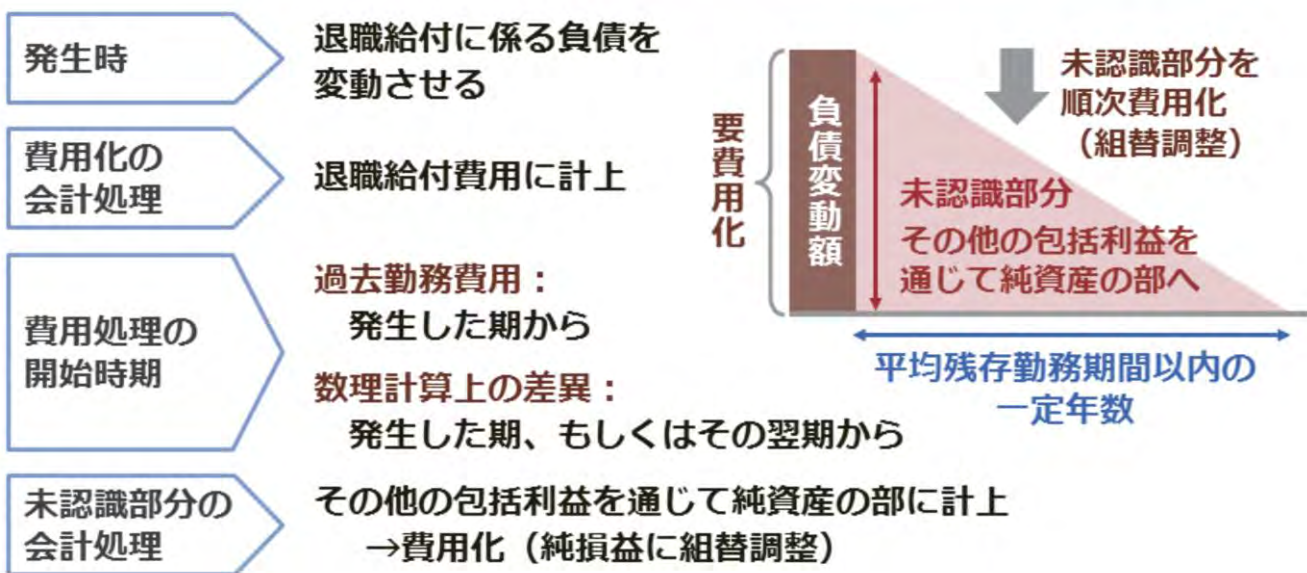 発生時
退職給付に係る負債を
変動させる
費用化の
会計処理
退職給付費用に計上
費用処理の
開始時期
過去勤務費用：
発生した期から
数理計算上の差異：
発生した期、もしくはその翌期から
未認識部分の
会計処理
その他の包括利益を通じて純資産の部に計上
→費用化（純損益に組替調整）
要費用化
負債変動額
未認識部分を
順次費用化
（組替調整）
未認識部分
その他の包括利益を
通じて純資産の部へ
平均残存勤務期間以内の
一定年数